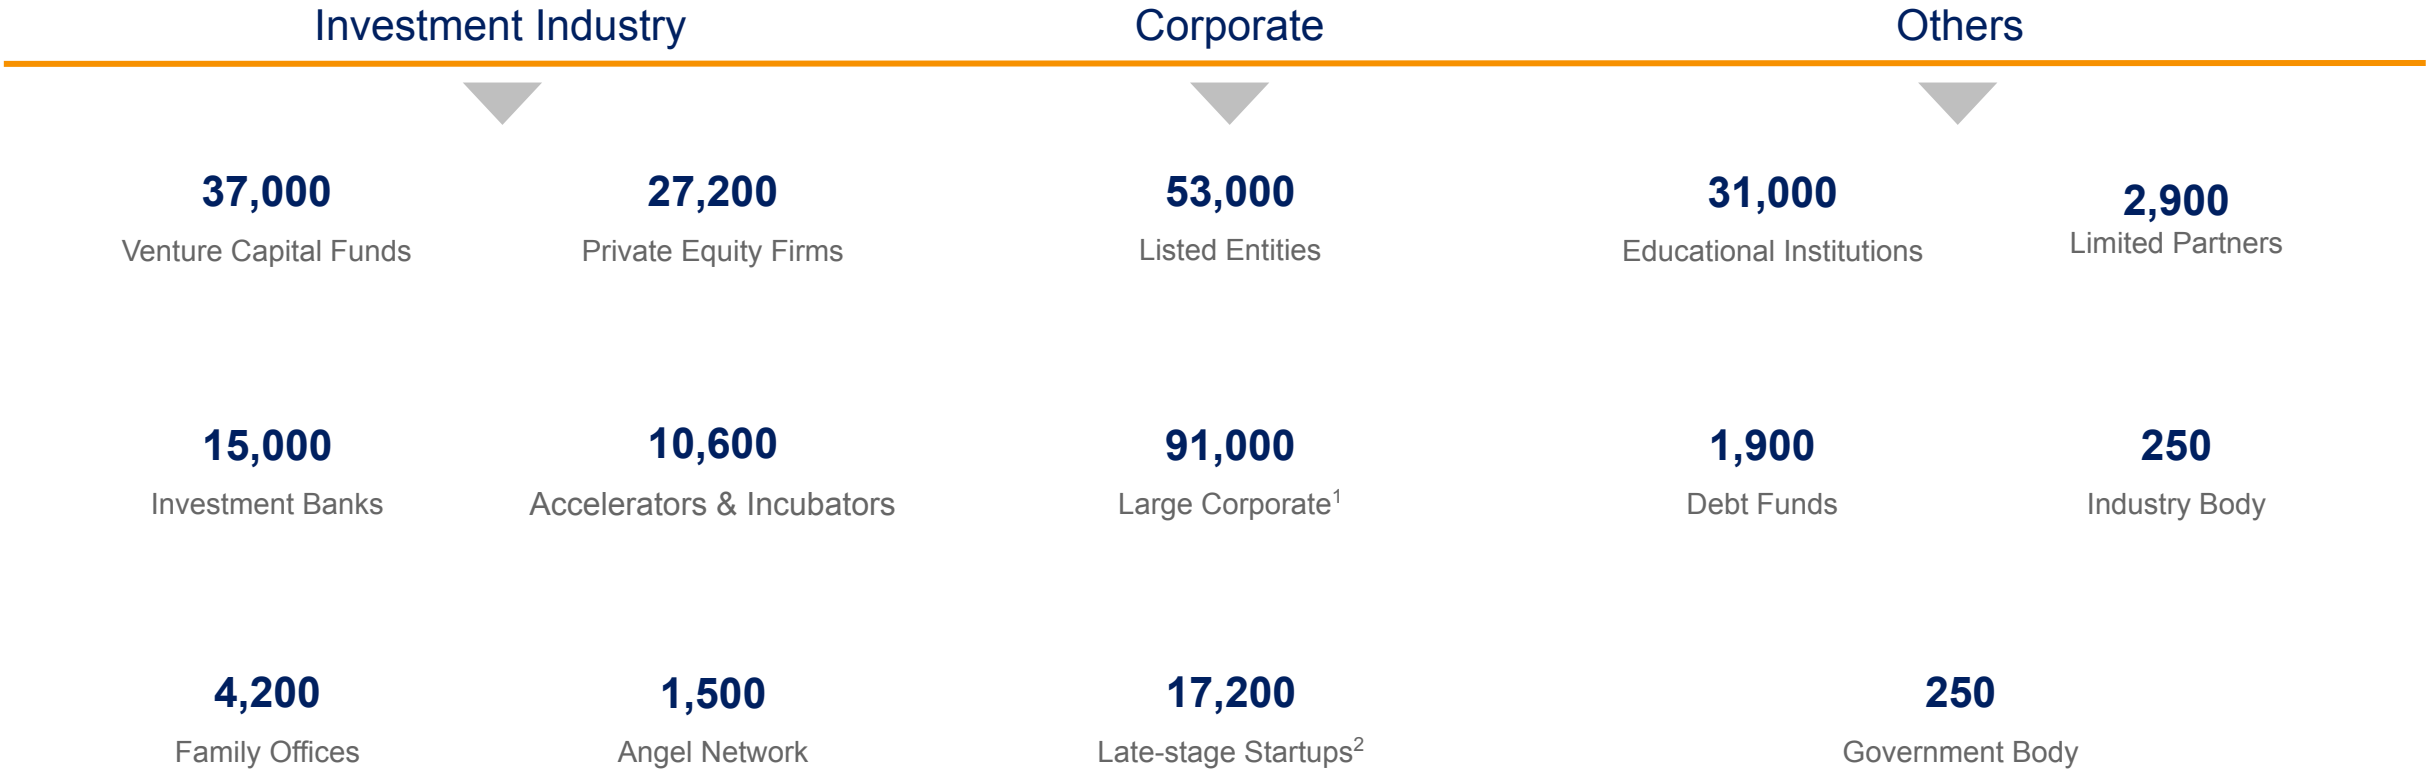 Investment Industry
Corporate
Others
37,000
27,200
53,000
31,000
2,900
Venture Capital Funds
Private Equity Firms
Listed Entities
Educational Institutions
Limited Partners
15,000
10,600
91,000
1,900
250
Investment Banks
Accelerators & Incubators
Large Corporate¹
Debt Funds
Industry Body
4,200
1,500
17,200
250
Family Offices
Angel Network
Late-stage Startups²
Government Body